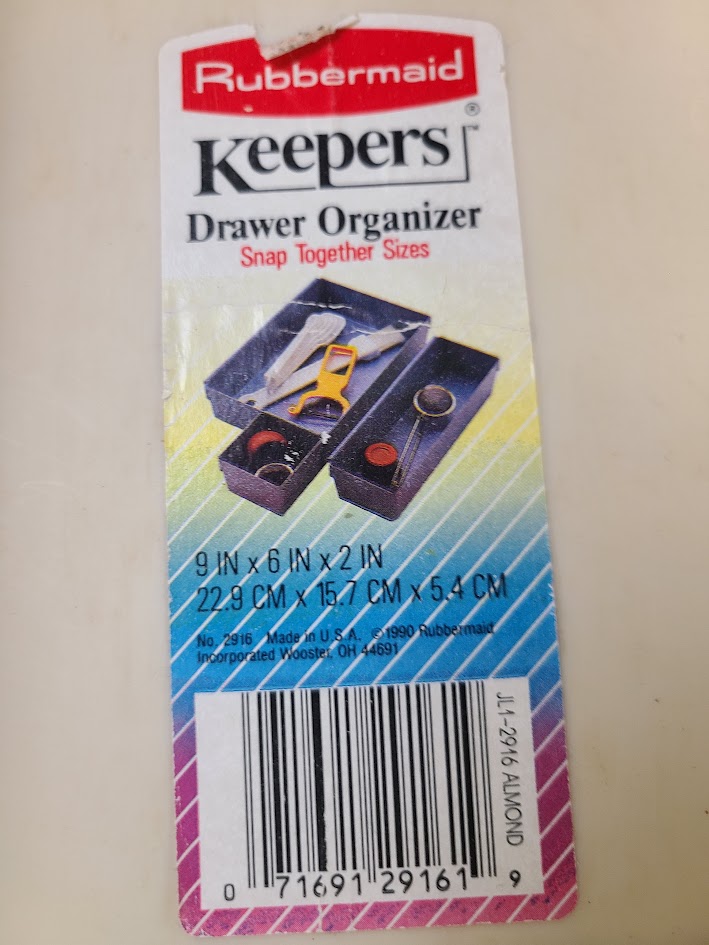 Rubbermaid
®
Keepers™
Drawer Organizer
Snap Together Sizes
9 IN x 6 IN x 2 IN
22.9 CM x 15.7 CM x 5.4 CM
No. 2916 Made in U.S.A. ©1990 Rubbermaid
Incorporated Wooster, OH 44691
JL1-2916 ALMOND
0 71691 29161 9